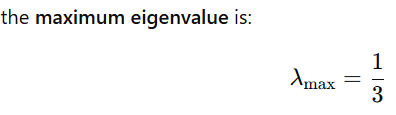 the maximum eigenvalue is:
λmax = 1/3